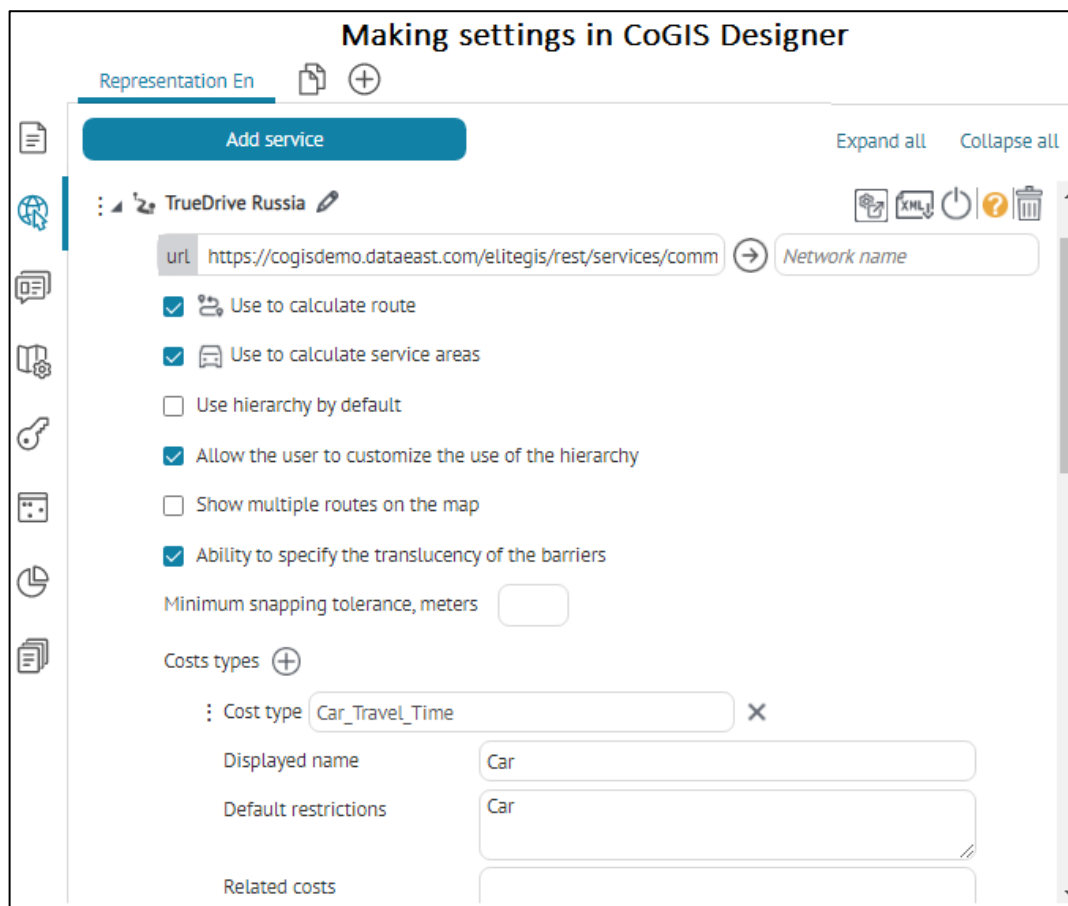 Making settings in CoGIS Designer
Representation En
Add service
Expand all
Collapse all
TrueDrive Russia
XML
?
url
https://cogisdemo.dataeast.com/elitegis/rest/services/comm
Network name
Use to calculate route
Use to calculate service areas
Use hierarchy by default
Allow the user to customize the use of the hierarchy
Show multiple routes on the map
Ability to specify the translucency of the barriers
Minimum snapping tolerance, meters
Costs types
Cost type
Car_Travel_Time
Displayed name
Car
Default restrictions
Car
Related costs